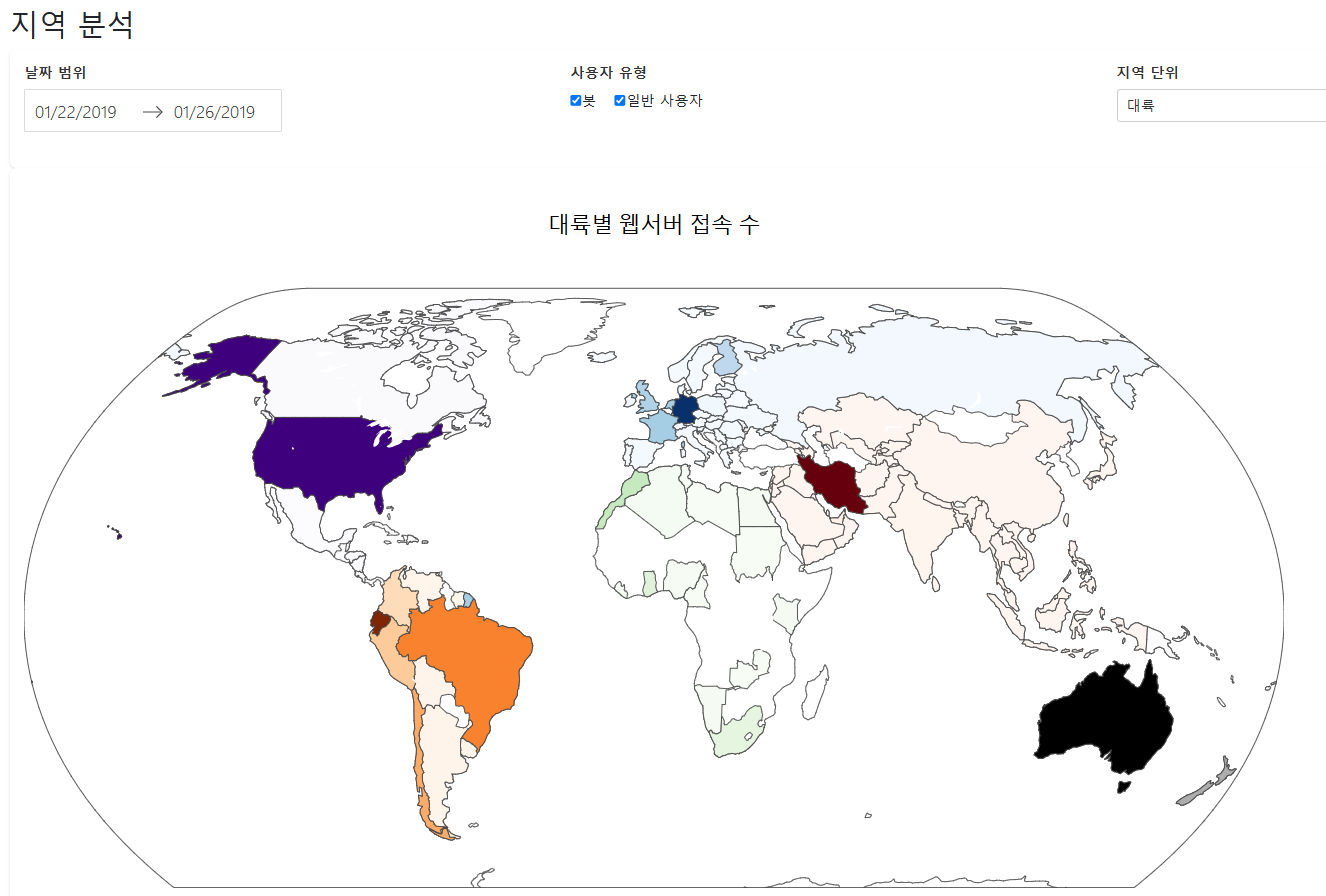 지역 분석
날짜 범위
01/22/2019 → 01/26/2019
사용자 유형
봇 일반 사용자
지역 단위
대륙
대륙별 웹서버 접속 수